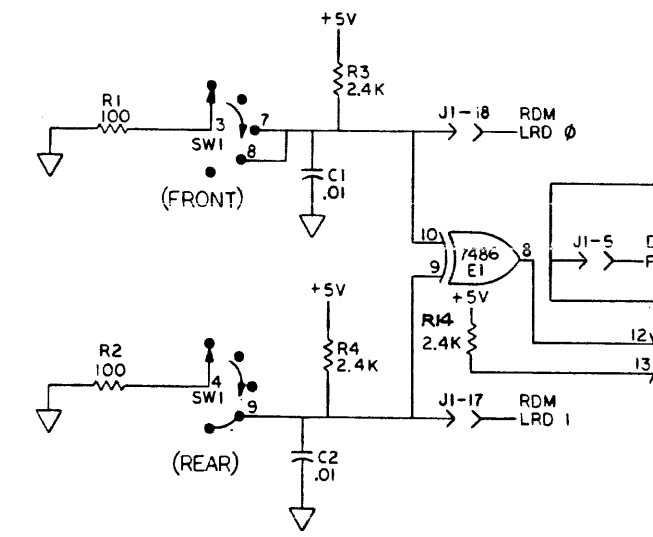 +5V
R3
2.4K
R1
100
3
SW1
7
8
(FRONT)
C1
.01
J1-18
RDM
LRD Ø
10
9
7486
E1
8
J1-5
D
F
+5V
R14
2.4K
12
13
+5V
R4
2.4K
R2
100
4
SW1
9
(REAR)
C2
.01
J1-17
RDM
LRD 1